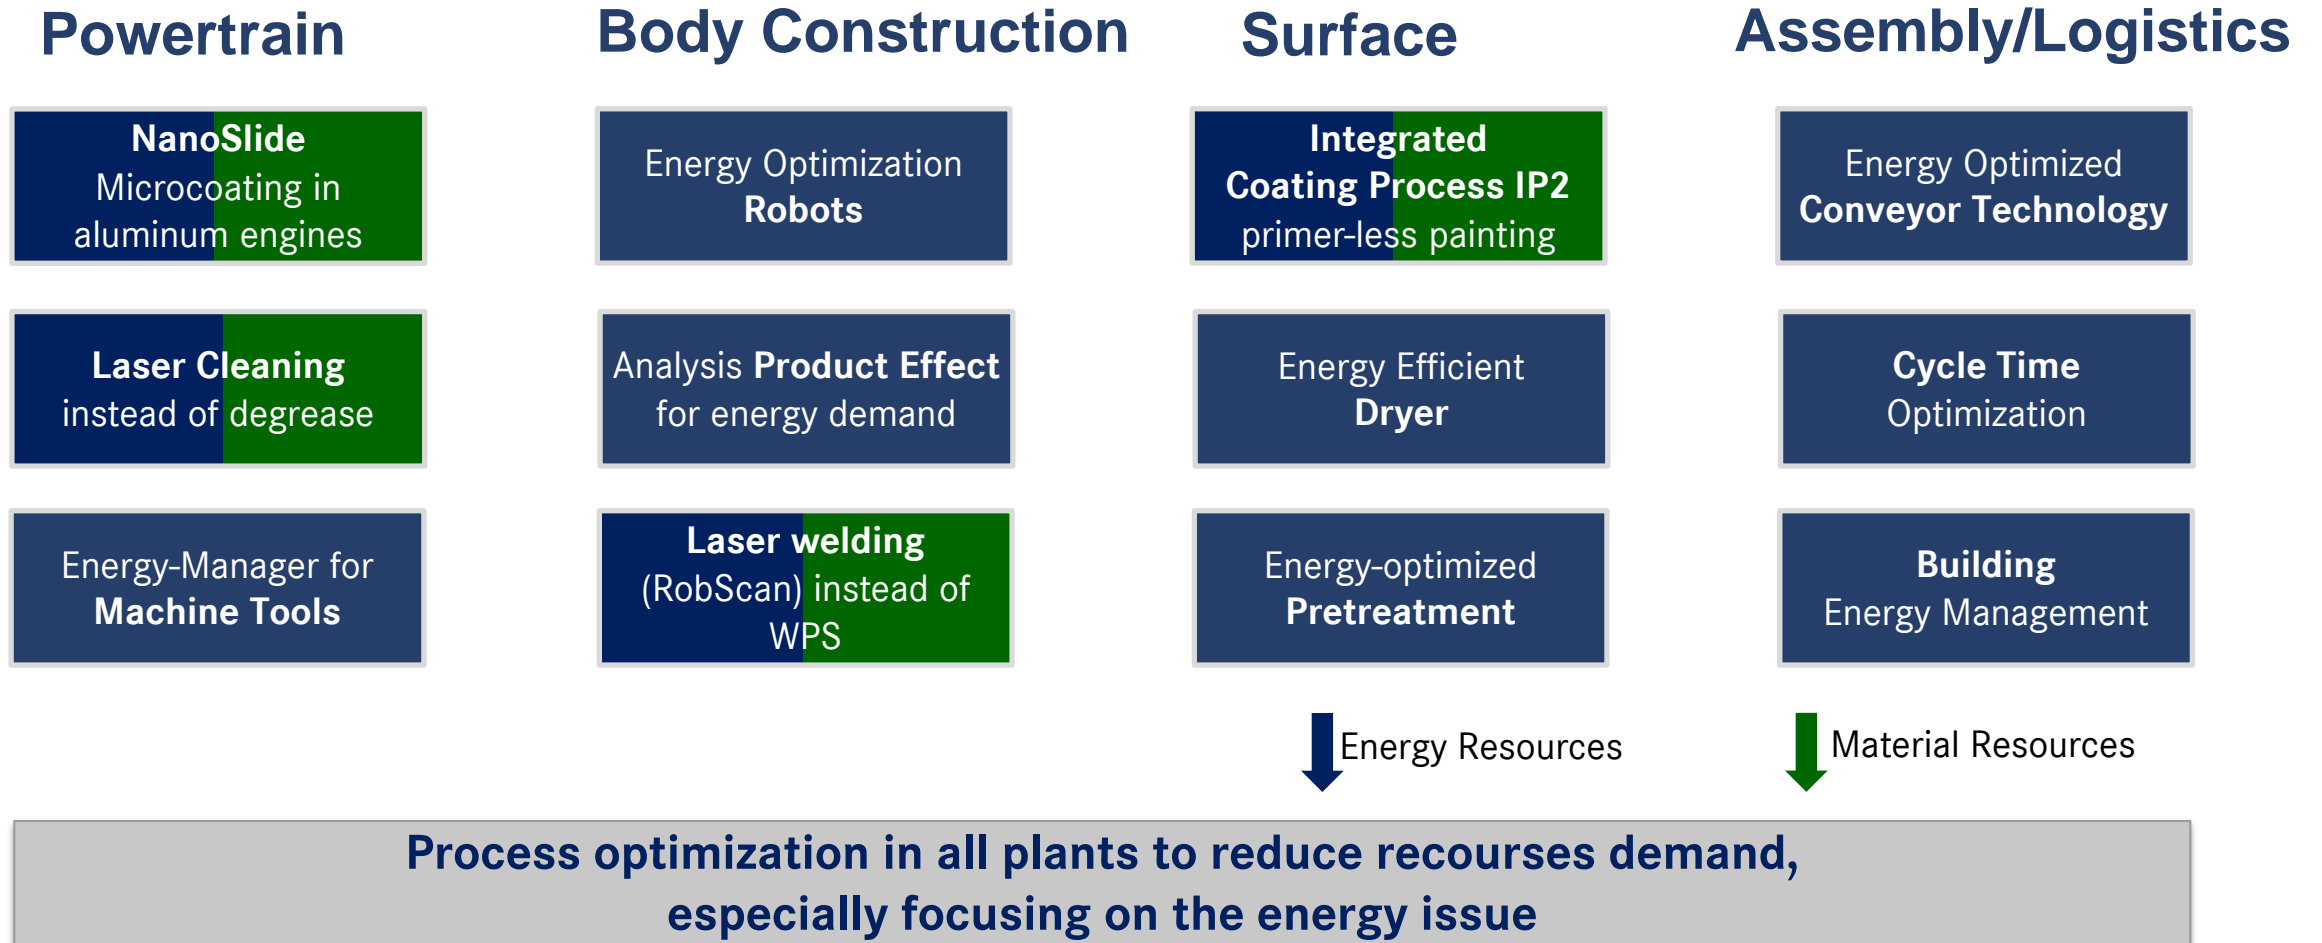 Powertrain
Body Construction
Surface
Assembly/Logistics
NanoSlide
Microcoating in
aluminum engines
Energy Optimization
Robots
Integrated
Coating Process IP2
primer-less painting
Energy Optimized
Conveyor Technology
Laser Cleaning
instead of degrease
Analysis Product Effect
for energy demand
Energy Efficient
Dryer
Cycle Time
Optimization
Energy-Manager for
Machine Tools
Laser welding
(RobScan) instead of
WPS
Energy-optimized
Pretreatment
Building
Energy Management
Energy Resources
Material Resources
Process optimization in all plants to reduce recourses demand,
especially focusing on the energy issue